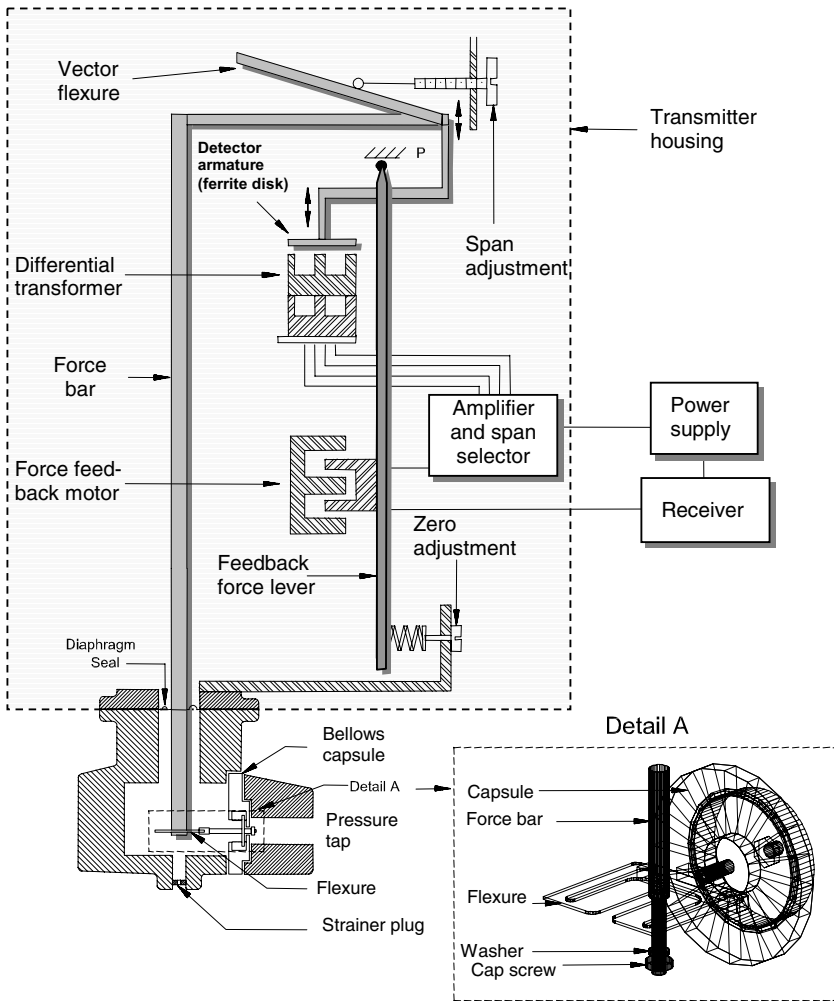 Vector
flexure
Transmitter
housing
Detector
armature
(ferrite disk)
P
Span
adjustment
Differential
transformer
Force
bar
Amplifier
and span
selector
Power
supply
Force feed-
back motor
Receiver
Zero
adjustment
Feedback
force lever
Diaphragm
Seal
Bellows
capsule
Detail A
Pressure
tap
Flexure
Strainer plug
Detail A
Capsule
Force bar
Flexure
Washer
Cap screw